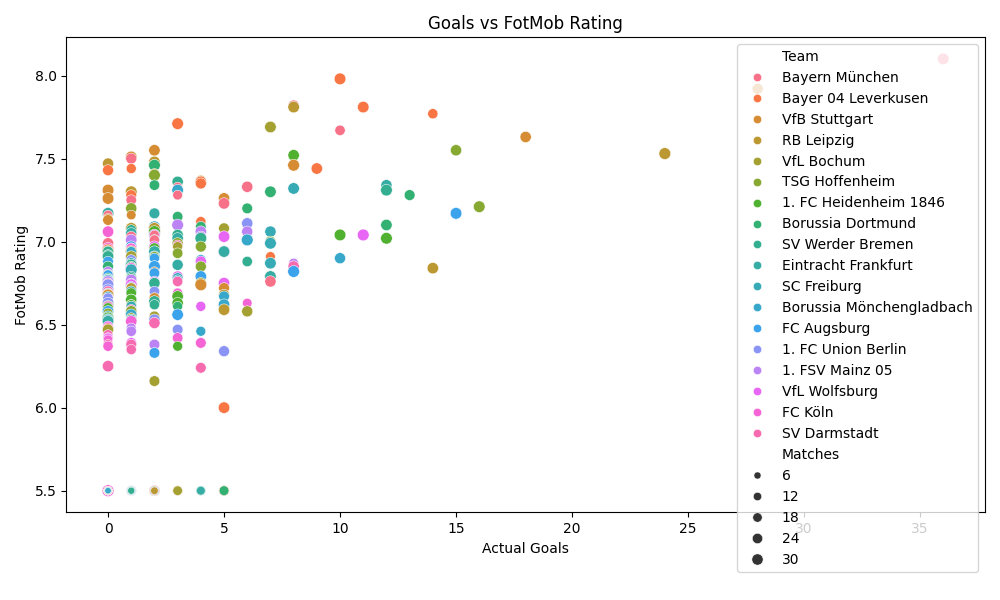 Goals vs FotMob Rating
FotMob Rating
8.0
7.5
7.0
6.5
6.0
5.5
0
5
10
15
20
25
30
35
Actual Goals
Team
Bayern München
Bayer 04 Leverkusen
VfB Stuttgart
RB Leipzig
VfL Bochum
TSG Hoffenheim
1. FC Heidenheim 1846
Borussia Dortmund
SV Werder Bremen
Eintracht Frankfurt
SC Freiburg
Borussia Mönchengladbach
FC Augsburg
1. FC Union Berlin
1. FSV Mainz 05
VfL Wolfsburg
FC Köln
SV Darmstadt
Matches
6
12
18
24
30